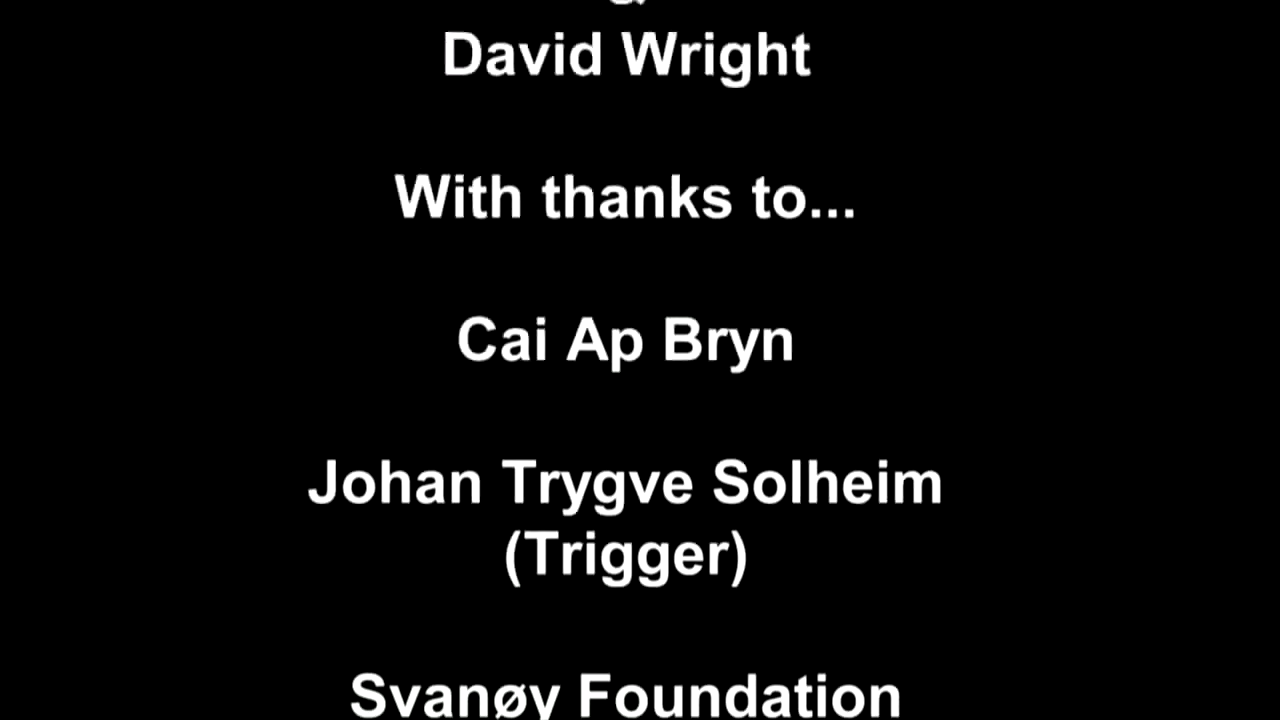 David Wright
With thanks to...
Cai Ap Bryn
Johan Trygve Solheim
(Trigger)
Svanøy Foundation